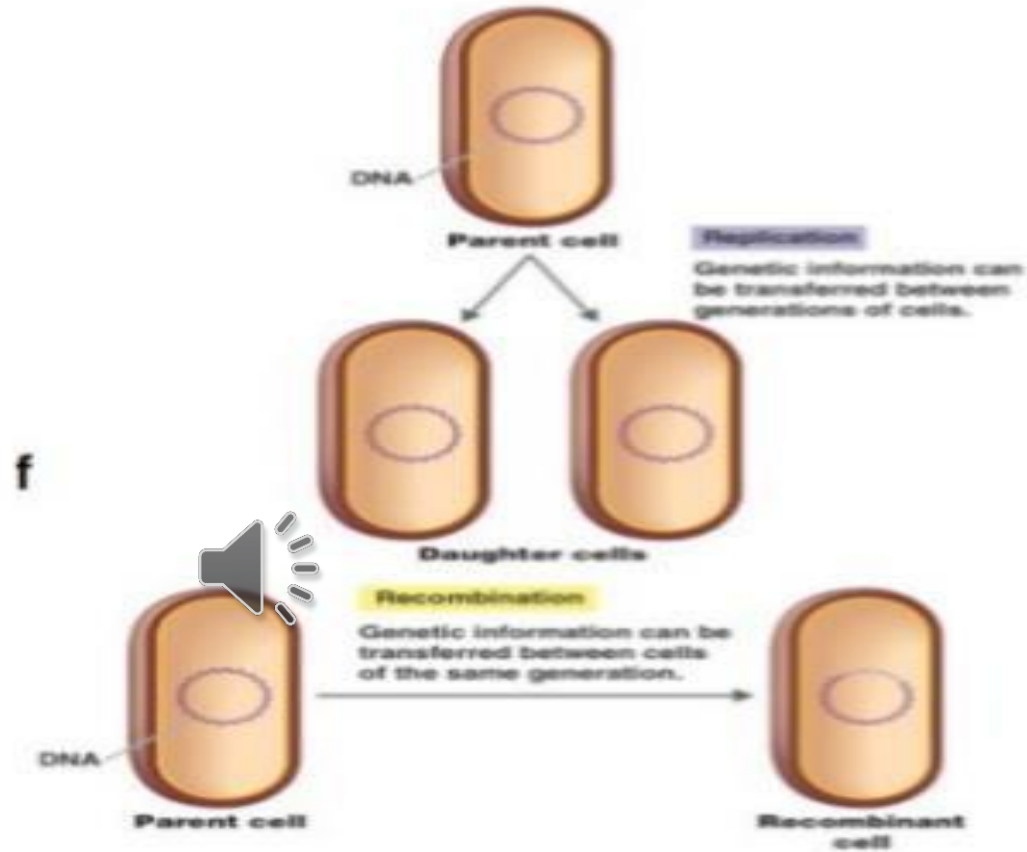 DNA
Parent cell
Replication
Genetic information can
be transferred between
generations of cells.
f
Daughter cells
Recombination
Genetic information can be
transferred between cells
of the same generation.
DNA
Parent cell
Recombinant
cell